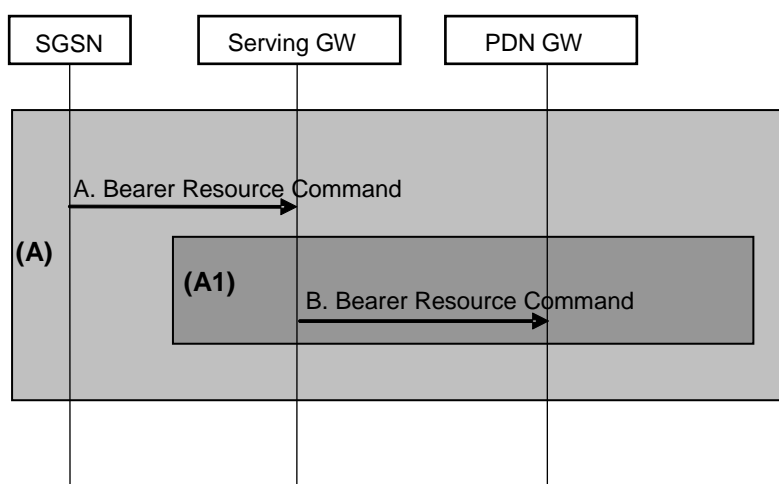 SGSN
Serving GW
PDN GW
A. Bearer Resource Command
(A)
(A1)
B. Bearer Resource Command